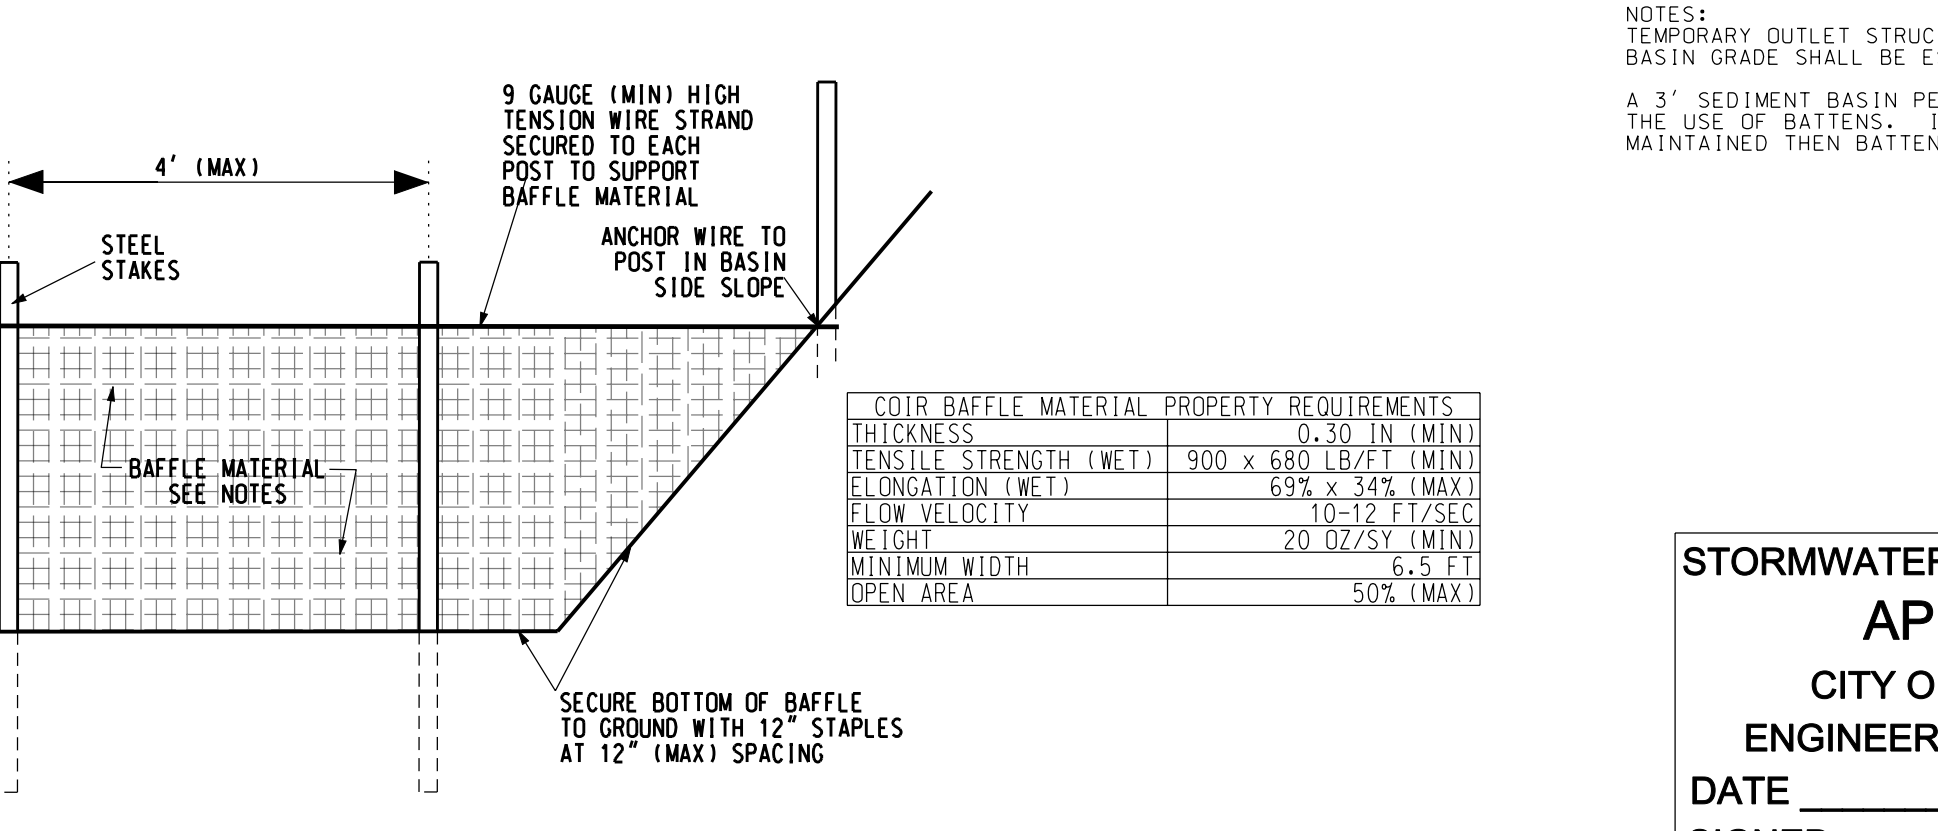 4' (MAX)
STEEL
STAKES
9 GAUGE (MIN) HIGH
TENSION WIRE STRAND
SECURED TO EACH
POST TO SUPPORT
BAFFLE MATERIAL
ANCHOR WIRE TO
POST IN BASIN
SIDE SLOPE
BAFFLE MATERIAL
SEE NOTES
SECURE BOTTOM OF BAFFLE
TO GROUND WITH 12" STAPLES
AT 12" (MAX) SPACING
COIR BAFFLE MATERIAL PROPERTY REQUIREMENTS
THICKNESS 0.30 IN (MIN)
TENSILE STRENGTH (WET) 900 x 680 LB/FT (MIN)
ELONGATION (WET) 69% x 34% (MAX)
FLOW VELOCITY 10-12 FT/SEC
WEIGHT 20 OZ/SY (MIN)
MINIMUM WIDTH 6.5 FT
OPEN AREA 50% (MAX)
NOTES:
TEMPORARY OUTLET STRUC
BASIN GRADE SHALL BE
A 3' SEDIMENT BASIN PE
THE USE OF BATTENS.
MAINTAINED THEN BATTEN
STORMWATER
AP
CITY O
ENGINEER
DATE